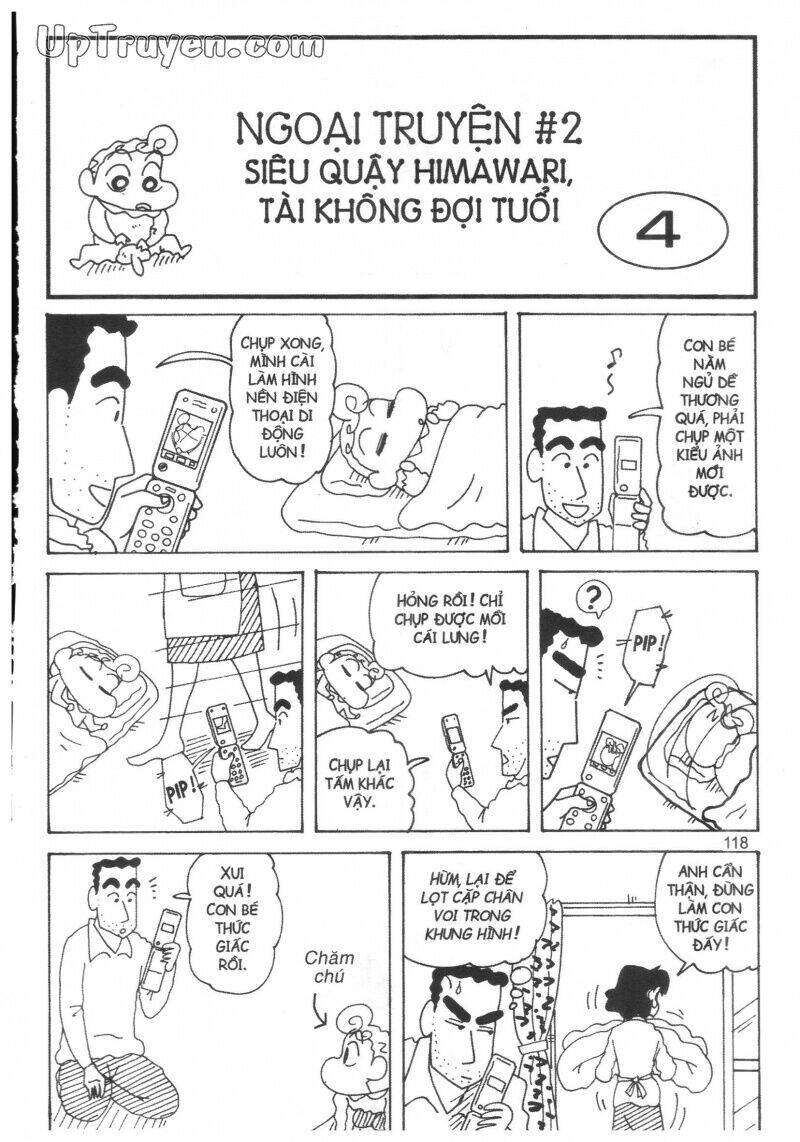 UpTruyen.com
NGOẠI TRUYỆN #2
SIÊU QUẬY HIMAWARI,
TÀI KHÔNG ĐỢI TUỔI
4
CON BÉ
NẰM
NGỦ DỄ
THƯƠNG
QUÁ, PHẢI
CHỤP MỘT
KIỂU ẢNH
MỚI
ĐƯỢC.
CHỤP XONG,
MÌNH CÀI
LÀM HÌNH
NỀN ĐIỆN
THOẠI DI
ĐỘNG
LUÔN!
?
PIP!
HỎNG RỒI! CHỈ
CHỤP ĐƯỢC MỖI
CÁI LƯNG!
CHỤP LẠI
TẤM KHÁC
VẬY.
PIP!
118
ANH CẨN
THẬN, ĐỪNG
LÀM CON
THỨC GIẤC
ĐẤY!
HỪM, LẠI ĐỂ
LỌT CẶP CHÂN
VOI TRONG
KHUNG HÌNH!
XUI
QUÁ!
CON BÉ
THỨC
GIẤC
RỒI.
Chăm
chú